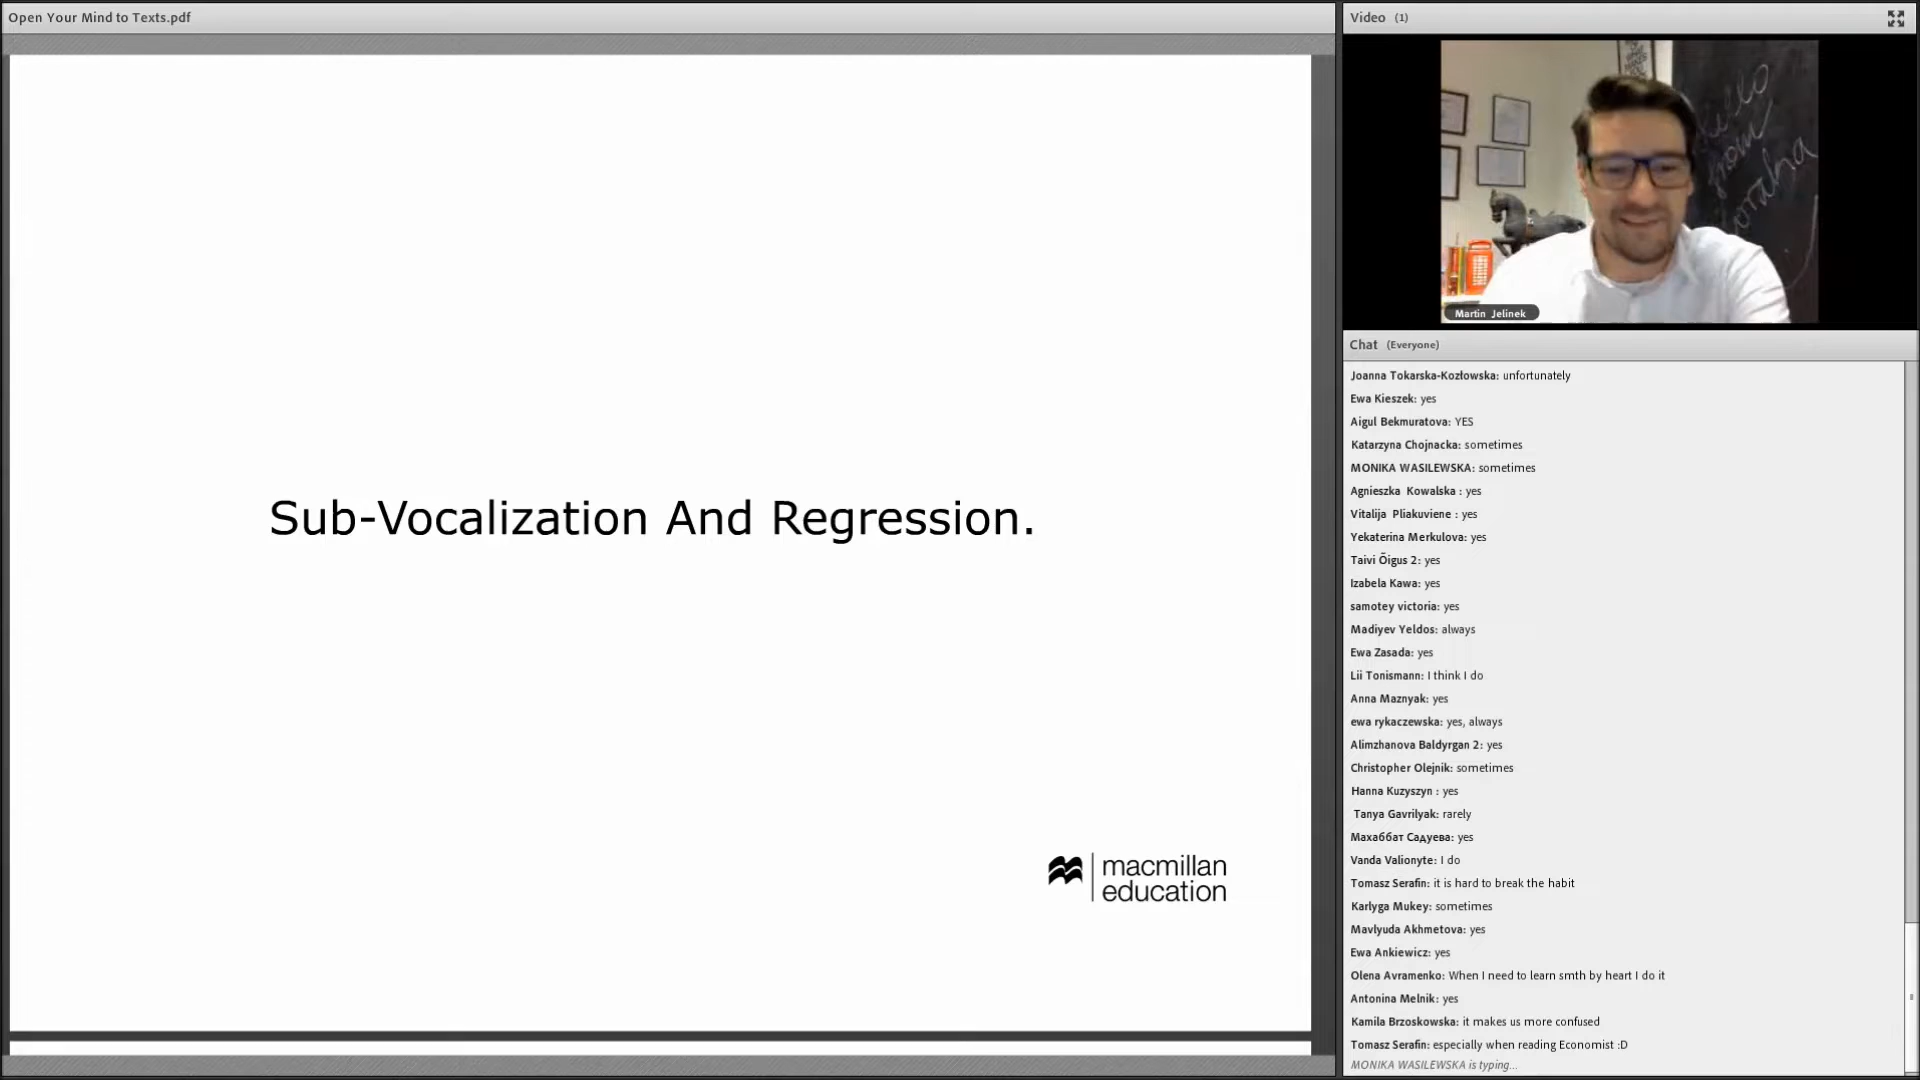 Open Your Mind to Texts.pdf
Sub-Vocalization And Regression.
macmillan
education
Video (1)
Hello
from
Martin Jelinek
Chat (Everyone)
Joanna Tokarska-Kozłowska: unfortunately
Ewa Kieszek: yes
Aigul Bekmuratova: YES
Katarzyna Chojnacka: sometimes
MONIKA WASILEWSKA: sometimes
Agnieszka Kowalska : yes
Vitalija Pliakuviene : yes
Yekaterina Merkulova: yes
Taivi Õigus 2: yes
Izabela Kawa: yes
samotey victoria: yes
Madiyev Yeldos: always
Ewa Zasada: yes
Lii Tonismann: I think I do
Anna Maznyak: yes
ewa rykaczewska: yes, always
Alimzhanova Baldyrgan 2: yes
Christopher Olejnik: sometimes
Hanna Kuzyszyn : yes
Tanya Gavrilyak: rarely
Махаббат Садуева: yes
Vanda Valionyte: I do
Tomasz Serafin: it is hard to break the habit
Karlyga Mukey: sometimes
Mavlyuda Akhmetova: yes
Ewa Ankiewicz: yes
Olena Avramenko: When I need to learn smth by heart I do it
Antonina Melnik: yes
Kamila Brzoskowska: it makes us more confused
Tomasz Serafin: especially when reading Economist :D
MONIKA WASILEWSKA is typing...